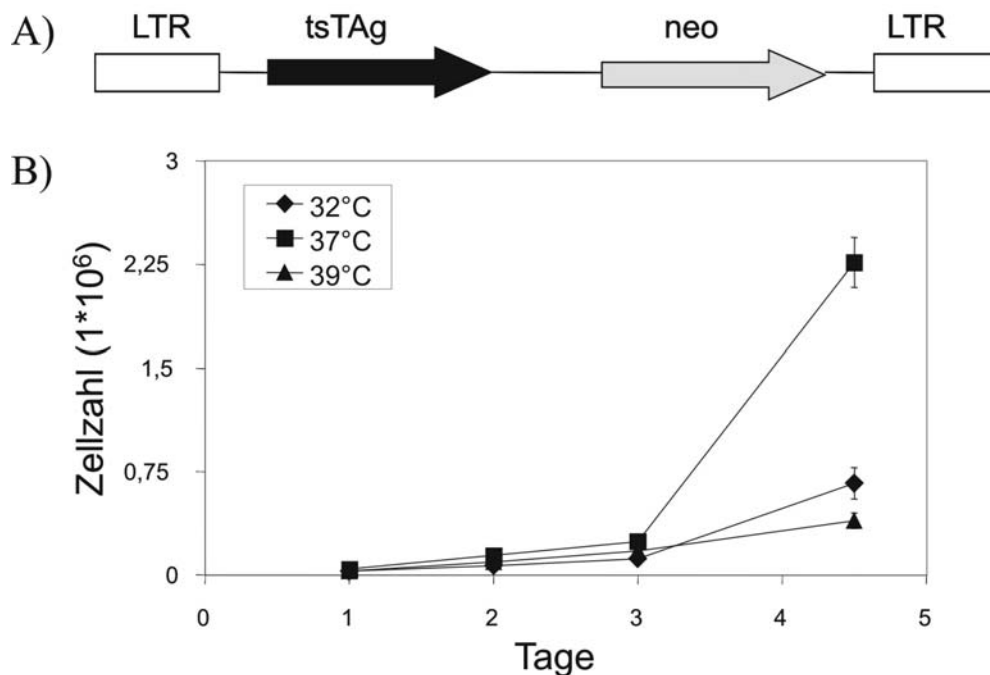 A)
LTR tsTAg neo LTR
B)
3
2,25
1,5
0,75
0
Zellzahl (1*10⁶)
32°C
37°C
39°C
0 1 2 3 4 5
Tage